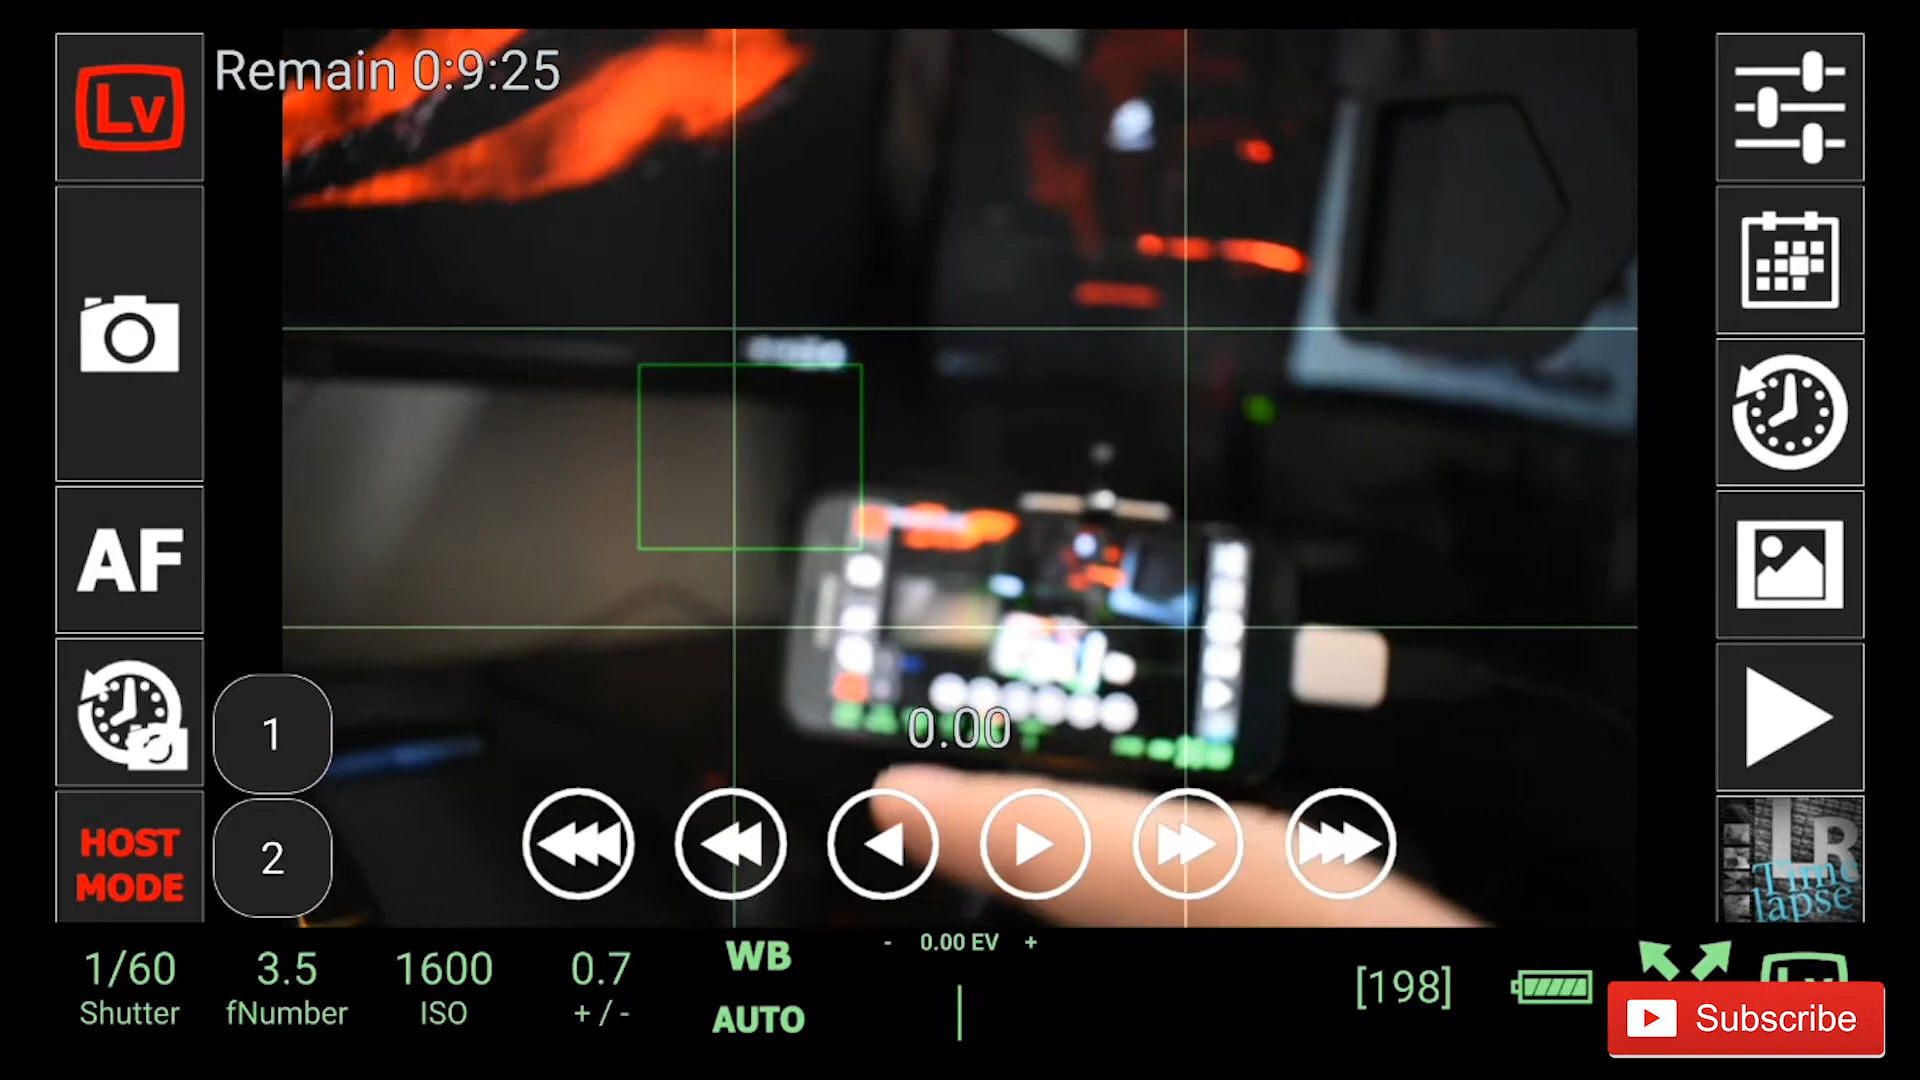 Lv
Remain 0:9:25
AF
1
2
HOST
MODE
0.00
LR
Time
lapse
1/60
Shutter
3.5
fNumber
1600
ISO
0.7
+ / -
WB
AUTO
- 0.00 EV +
[198]
Lv
Subscribe